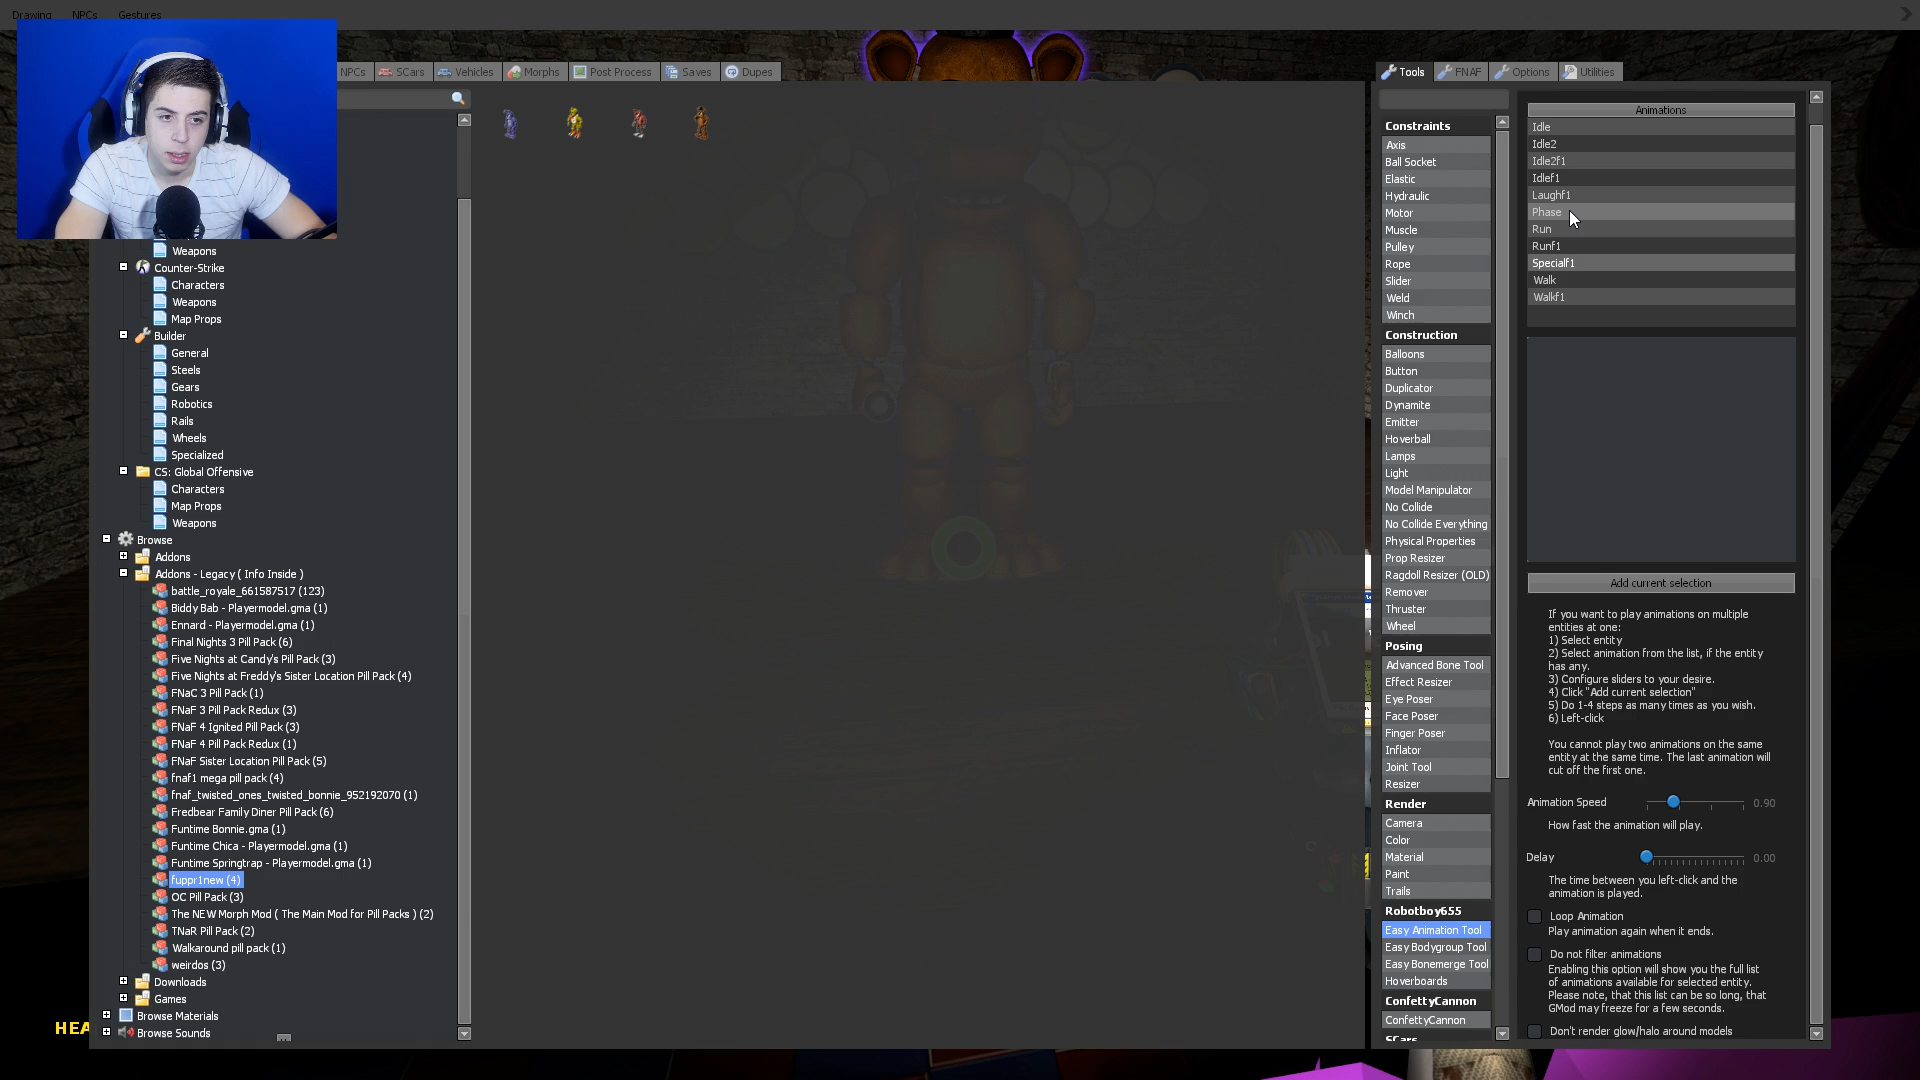 Drawing NPCs Gestures
NPCs SCars Vehicles Morphs Post Process Saves Dupes
Tools FNAF Options Utilities
Weapons
Counter-Strike
Characters
Weapons
Map Props
Builder
General
Steels
Gears
Robotics
Rails
Wheels
Specialized
CS: Global Offensive
Characters
Map Props
Weapons
Browse
Addons
Addons - Legacy ( Info Inside )
battle_royale_661587517 (123)
Biddy Bab - Playermodel.gma (1)
Ennard - Playermodel.gma (1)
Final Nights 3 Pill Pack (6)
Five Nights at Candy's Pill Pack (3)
Five Nights at Freddy's Sister Location Pill Pack (4)
FNaC 3 Pill Pack (1)
FNaF 3 Pill Pack Redux (3)
FNaF 4 Ignited Pill Pack (3)
FNaF 4 Pill Pack Redux (1)
FNaF Sister Location Pill Pack (5)
fnaf1 mega pill pack (4)
fnaf_twisted_ones_twisted_bonnie_952192070 (1)
Fredbear Family Diner Pill Pack (6)
Funtime Bonnie.gma (1)
Funtime Chica - Playermodel.gma (1)
Funtime Springtrap - Playermodel.gma (1)
fuppr1new (4)
OC Pill Pack (3)
The NEW Morph Mod ( The Main Mod for Pill Packs ) (2)
TNaR Pill Pack (2)
Walkaround pill pack (1)
weirdos (3)
Downloads
Games
Browse Materials
Browse Sounds
HEA
Constraints
Axis
Ball Socket
Elastic
Hydraulic
Motor
Muscle
Pulley
Rope
Slider
Weld
Winch
Construction
Balloons
Button
Duplicator
Dynamite
Emitter
Hoverball
Lamps
Light
Model Manipulator
No Collide
No Collide Everything
Physical Properties
Prop Resizer
Ragdoll Resizer (OLD)
Remover
Thruster
Wheel
Posing
Advanced Bone Tool
Effect Resizer
Eye Poser
Face Poser
Finger Poser
Inflator
Joint Tool
Resizer
Render
Camera
Color
Material
Paint
Trails
Robotboy655
Easy Animation Tool
Easy Bodygroup Tool
Easy Bonemerge Tool
Hoverboards
ConfettyCannon
ConfettyCannon
SCars
Animations
Idle
Idle2
Idle2f1
Idlef1
Laughf1
Phase
Run
Runf1
Specialf1
Walk
Walkf1
Add current selection
If you want to play animations on multiple
entities at one:
1) Select entity
2) Select animation from the list, if the entity
has any.
3) Configure sliders to your desire.
4) Click "Add current selection"
5) Do 1-4 steps as many times as you wish.
6) Left-click
You cannot play two animations on the same
entity at the same time. The last animation will
cut off the first one.
Animation Speed 0.90
How fast the animation will play.
Delay 0.00
The time between you left-click and the
animation is played.
Loop Animation
Play animation again when it ends.
Do not filter animations
Enabling this option will show you the full list
of animations available for selected entity.
Please note, that this list can be so long, that
GMod may freeze for a few seconds.
Don't render glow/halo around models